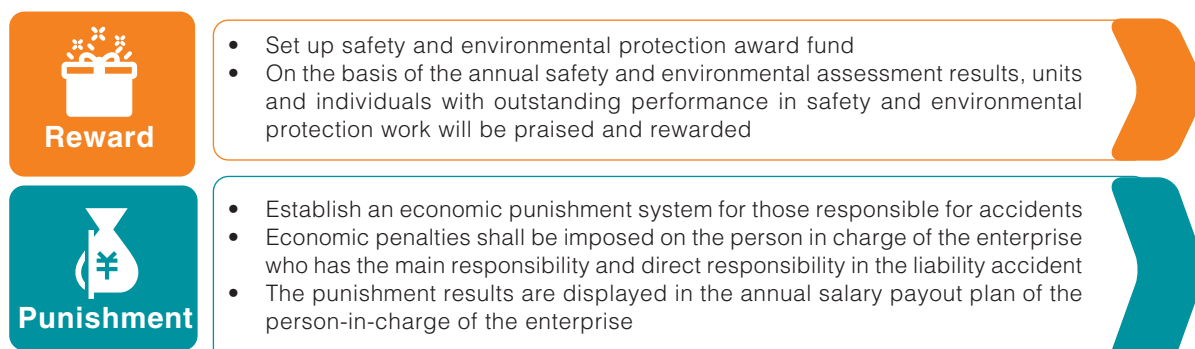 Reward
• Set up safety and environmental protection award fund
• On the basis of the annual safety and environmental assessment results, units
and individuals with outstanding performance in safety and environmental
protection work will be praised and rewarded
¥
Punishment
• Establish an economic punishment system for those responsible for accidents
• Economic penalties shall be imposed on the person in charge of the enterprise
who has the main responsibility and direct responsibility in the liability accident
• The punishment results are displayed in the annual salary payout plan of the
person-in-charge of the enterprise